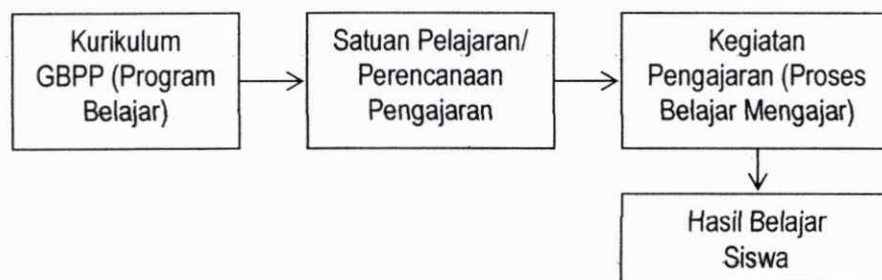 Kurikulum
GBPP (Program
Belajar)
Satuan Pelajaran/
Perencanaan
Pengajaran
Kegiatan
Pengajaran (Proses
Belajar Mengajar)
Hasil Belajar
Siswa